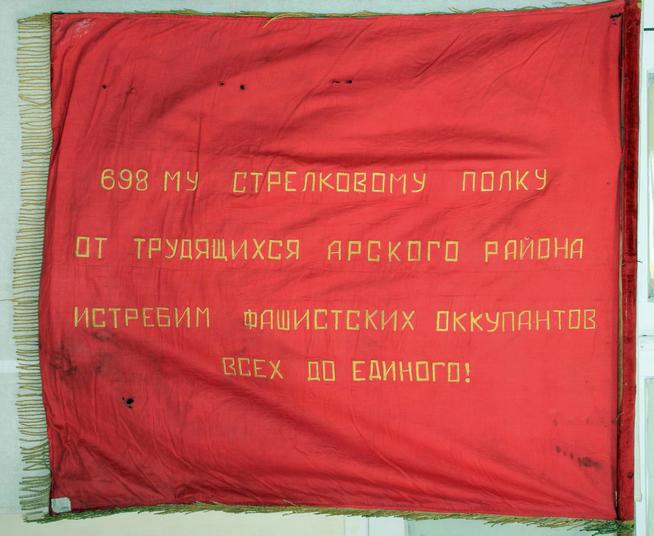 698 МУ СТРЕЛКОВОМУ ПОЛКУ
ОТ ТРУДЯЩИХСЯ АРСКОГО РАЙОНА
ИСТРЕБИМ ФАШИСТСКИХ ОККУПАНТОВ
ВСЕХ ДО ЕДИНОГО!